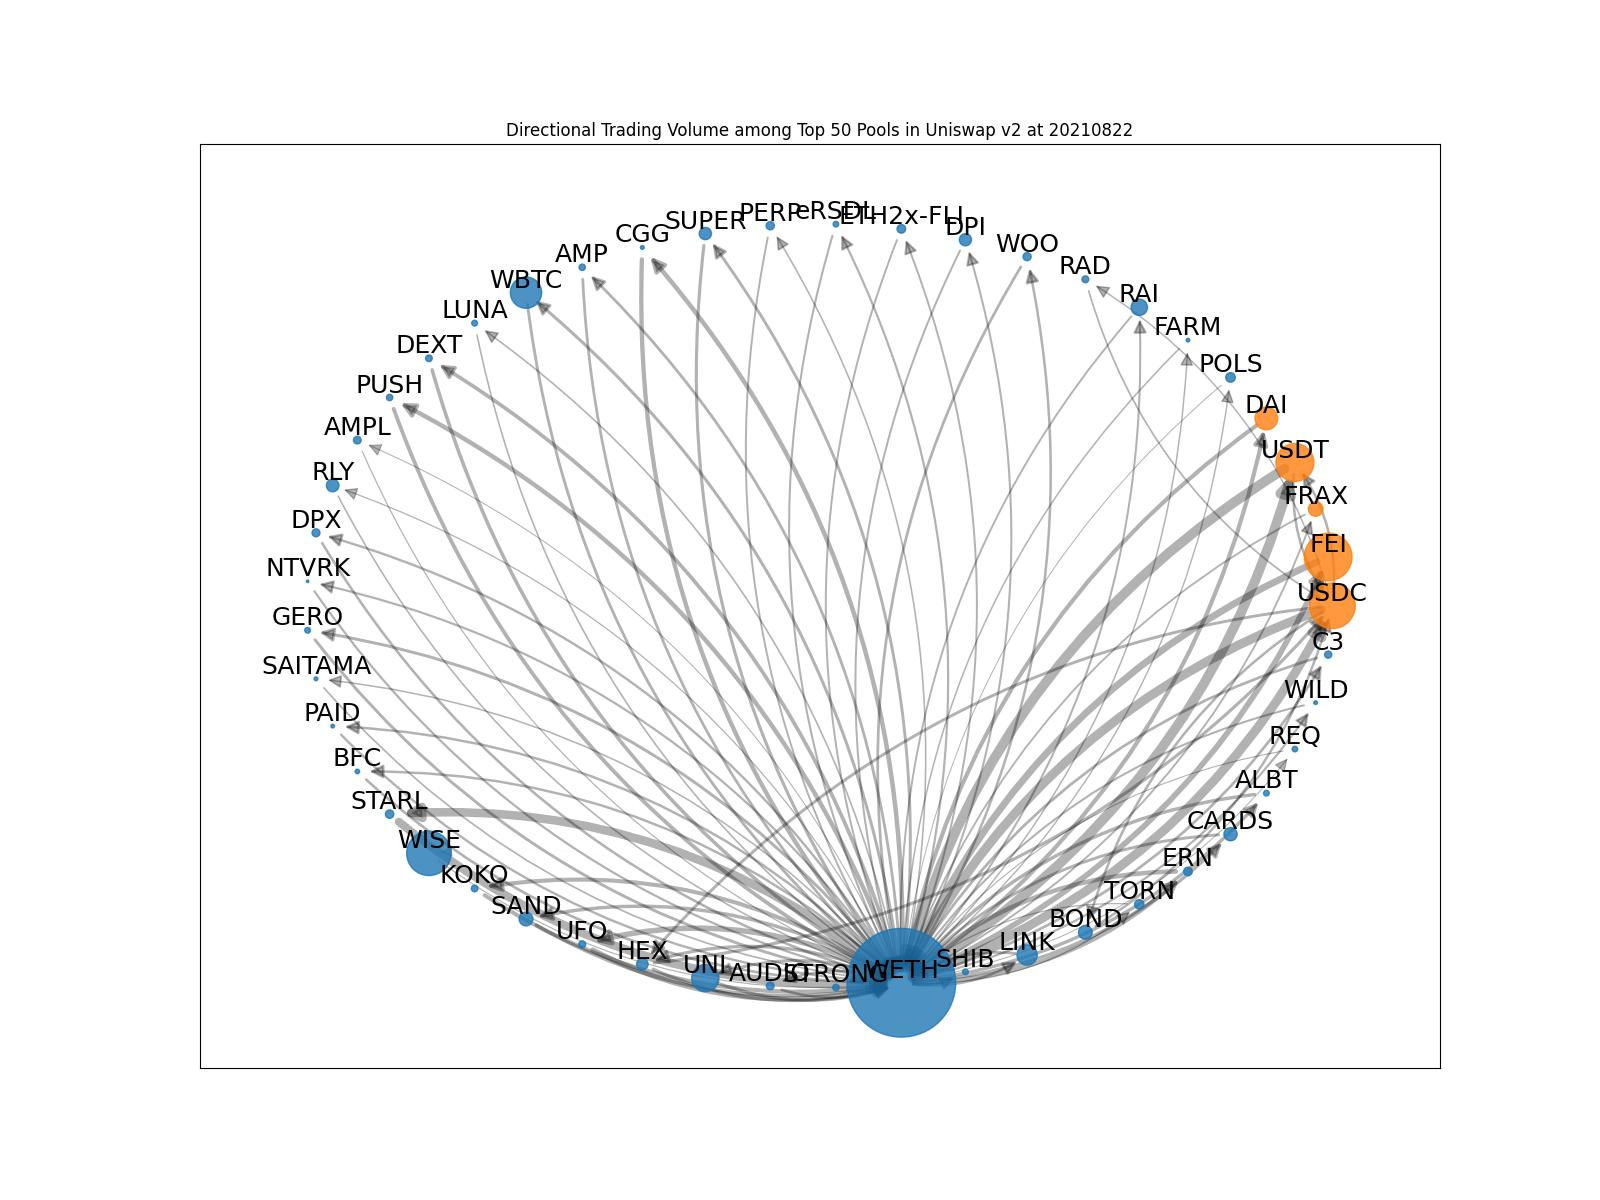 Directional Trading Volume among Top 50 Pools in Uniswap v2 at 20210822
PERP
eRSDL
ETH2x-FLI
SUPER
DPI
CGG
WOO
AMP
RAD
WBTC
RAI
LUNA
FARM
DEXT
POLS
PUSH
DAI
AMPL
USDT
RLY
FRAX
DPX
FEI
NTVRK
USDC
GERO
C3
SAITAMA
WILD
PAID
REQ
BFC
ALBT
STARL
CARDS
WISE
ERN
KOKO
TORN
SAND
BOND
UFO
LINK
HEX
SHIB
UNI
AUDIO
STRONG
WETH